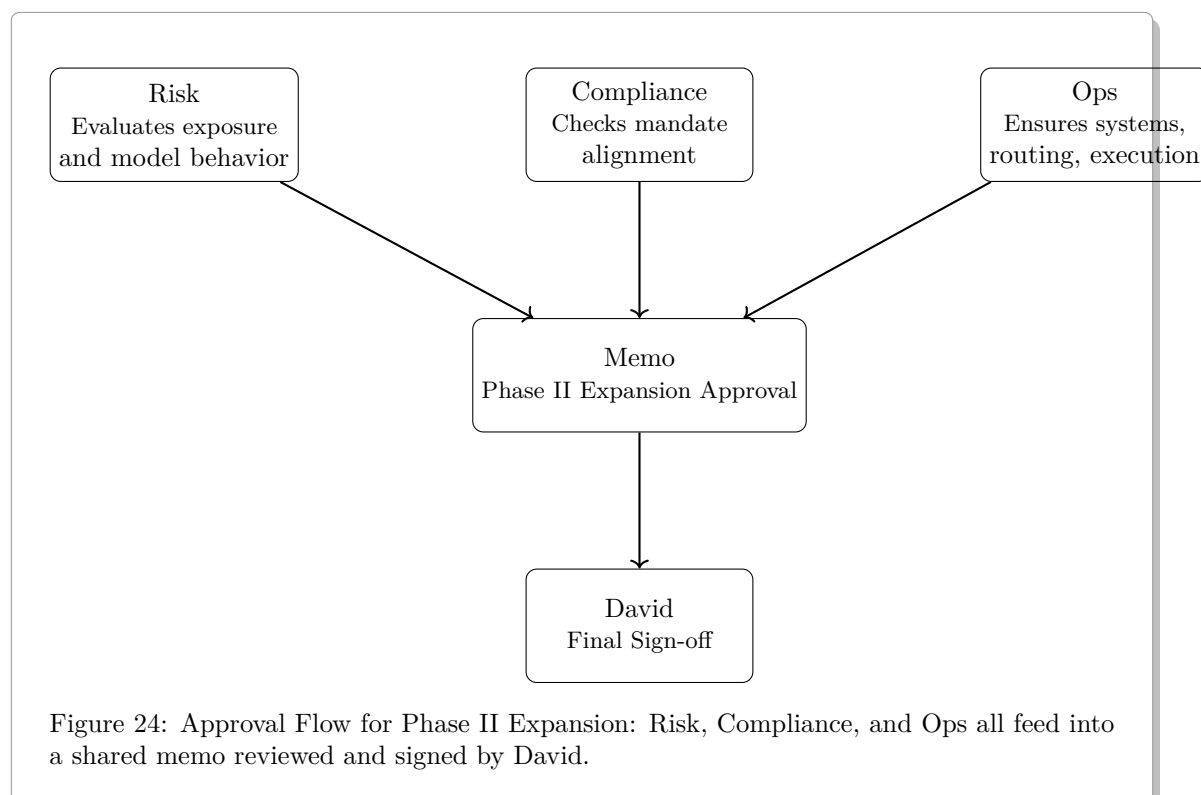 Risk
Evaluates exposure
and model behavior
Compliance
Checks mandate
alignment
Ops
Ensures systems,
routing, execution
Memo
Phase II Expansion Approval
David
Final Sign-off
Figure 24: Approval Flow for Phase II Expansion: Risk, Compliance, and Ops all feed into
a shared memo reviewed and signed by David.